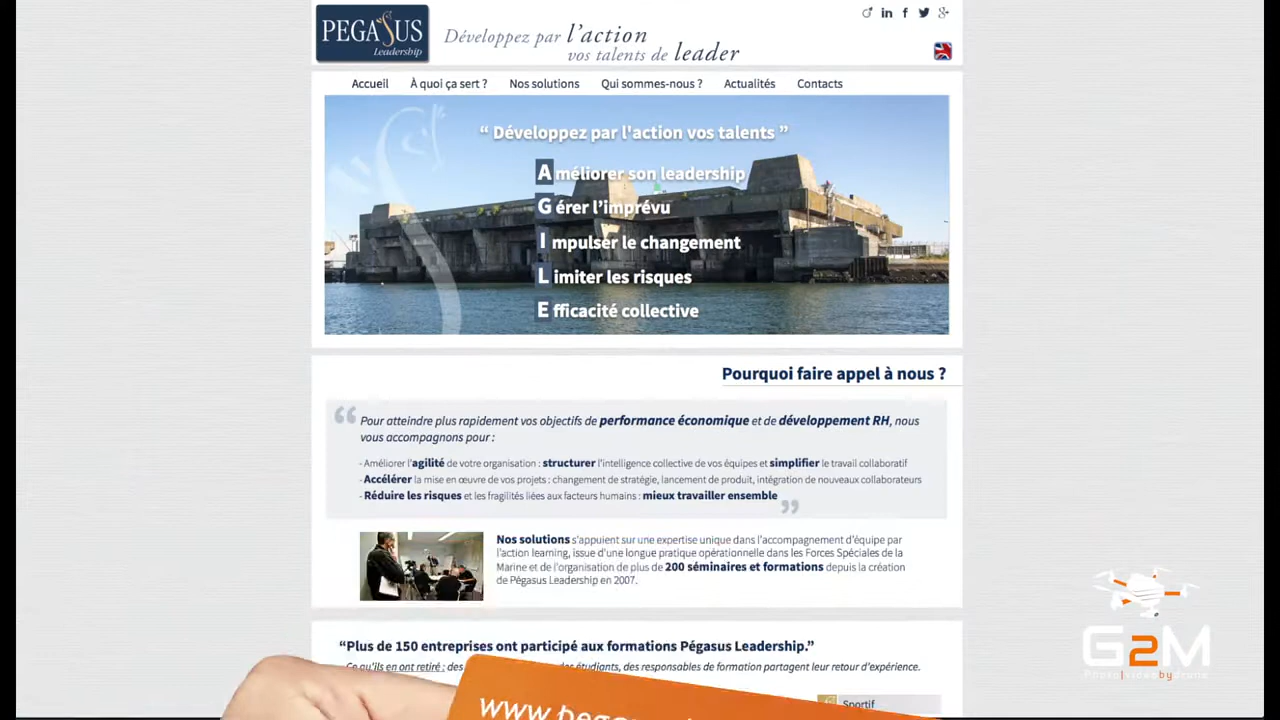 PEGASUS
Leadership
Développez par l'action
vos talents de leader
Accueil À quoi ça sert ? Nos solutions Qui sommes-nous ? Actualités Contacts
“ Développez par l'action vos talents ”
Améliorer son leadership
Gérer l’imprévu
Impulser le changement
Limiter les risques
Efficacité collective
Pourquoi faire appel à nous ?
“ Pour atteindre plus rapidement vos objectifs de performance économique et de développement RH, nous
vous accompagnons pour :
- Améliorer l'agilité de votre organisation : structurer l'intelligence collective de vos équipes et simplifier le travail collaboratif
- Accélérer la mise en œuvre de vos projets : changement de stratégie, lancement de produit, intégration de nouveaux collaborateurs
- Réduire les risques et les fragilités liées aux facteurs humains : mieux travailler ensemble ”
Nos solutions s'appuient sur une expertise unique dans l'accompagnement d'équipe par
l'action learning, issue d'une longue pratique opérationnelle dans les Forces Spéciales de la
Marine et de l'organisation de plus de 200 séminaires et formations depuis la création
de Pégasus Leadership en 2007.
“Plus de 150 entreprises ont participé aux formations Pégasus Leadership.”
Ce qu'ils en ont retiré : des étudiants, des responsables de formation partagent leur retour d'expérience.
Sportif
www.pega
G2M
Photo|videobydrone